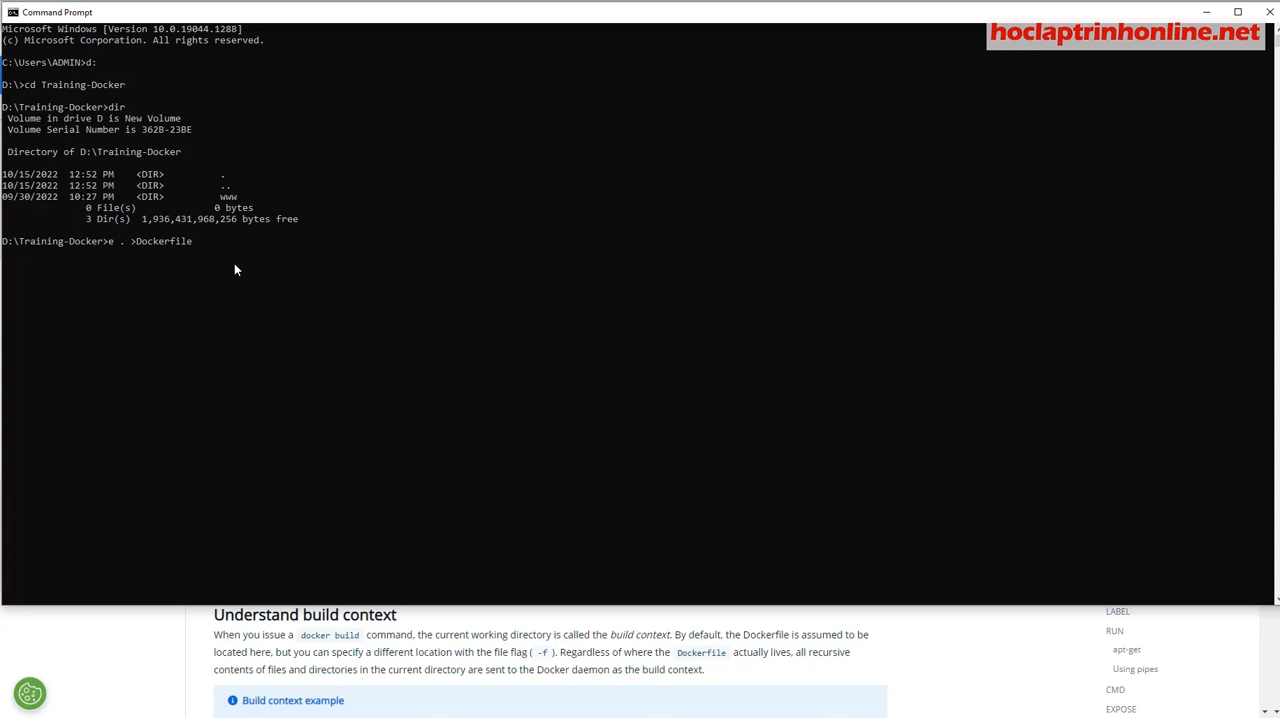 Command Prompt
Microsoft Windows [Version 10.0.19044.1288]
(c) Microsoft Corporation. All rights reserved.
hoclaptrinhonline.net
C:\Users\ADMIN>d:
D:\>cd Training-Docker
D:\Training-Docker>dir
Volume in drive D is New Volume
Volume Serial Number is 362B-23BE
Directory of D:\Training-Docker
10/15/2022 12:52 PM <DIR> .
10/15/2022 12:52 PM <DIR> ..
09/30/2022 10:27 PM <DIR> www
0 File(s) 0 bytes
3 Dir(s) 1,936,431,968,256 bytes free
D:\Training-Docker>e . >Dockerfile
Understand build context
When you issue a docker build command, the current working directory is called the build context. By default, the Dockerfile is assumed to be
located here, but you can specify a different location with the file flag ( -f ). Regardless of where the Dockerfile actually lives, all recursive
contents of files and directories in the current directory are sent to the Docker daemon as the build context.
Build context example
LABEL
RUN
apt-get
Using pipes
CMD
EXPOSE